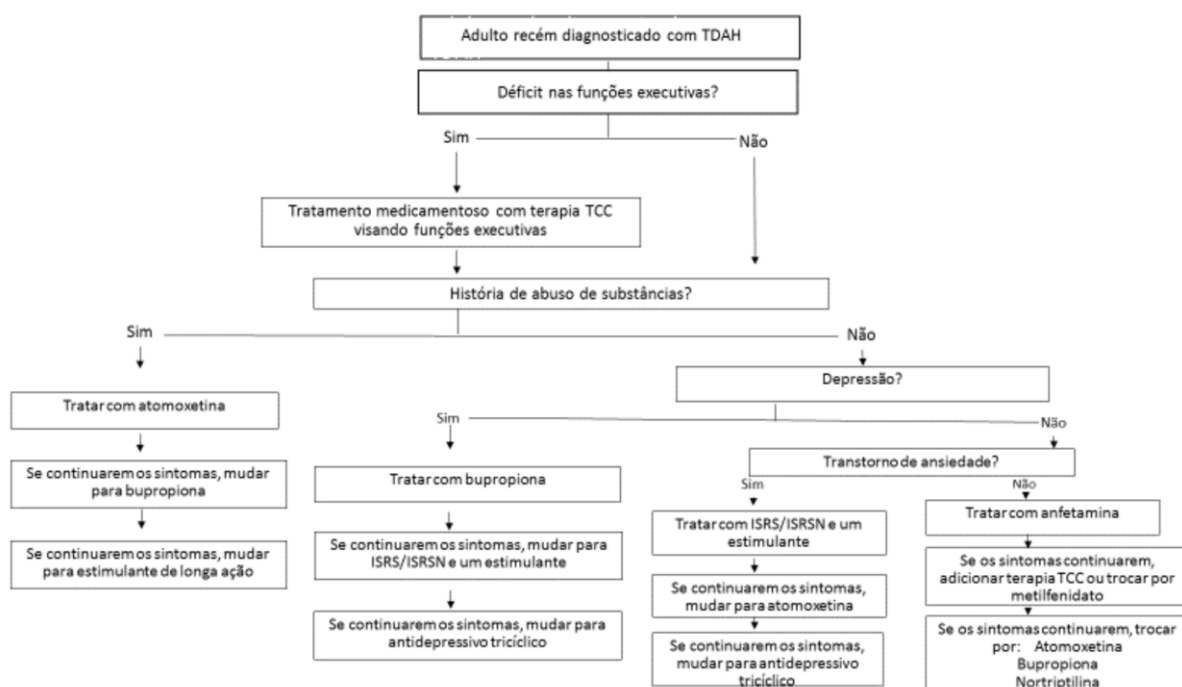 Adulto recém diagnosticado com TDAH
Déficit nas funções executivas?
Sim
Não
Tratamento medicamentoso com terapia TCC
visando funções executivas
História de abuso de substâncias?
Sim
Não
Depressão?
Tratar com atomoxetina
Sim
Não
Se continuarem os sintomas, mudar
para bupropiona
Tratar com bupropiona
Transtorno de ansiedade?
Sim
Não
Se continuarem os sintomas, mudar
para estimulante de longa ação
Se continuarem os sintomas, mudar para
ISRS/ISRSN e um estimulante
Tratar com ISRS/ISRSN e um
estimulante
Tratar com anfetamina
Se continuarem os sintomas, mudar para
antidepressivo tricíclico
Se continuarem os sintomas,
mudar para atomoxetina
Se os sintomas continuarem,
adicionar terapia TCC ou trocar por
metilfenidato
Se continuarem os sintomas,
mudar para antidepressivo
tricíclico
Se os sintomas continuarem, trocar
por: Atomoxetina
Bupropiona
Nortriptilina